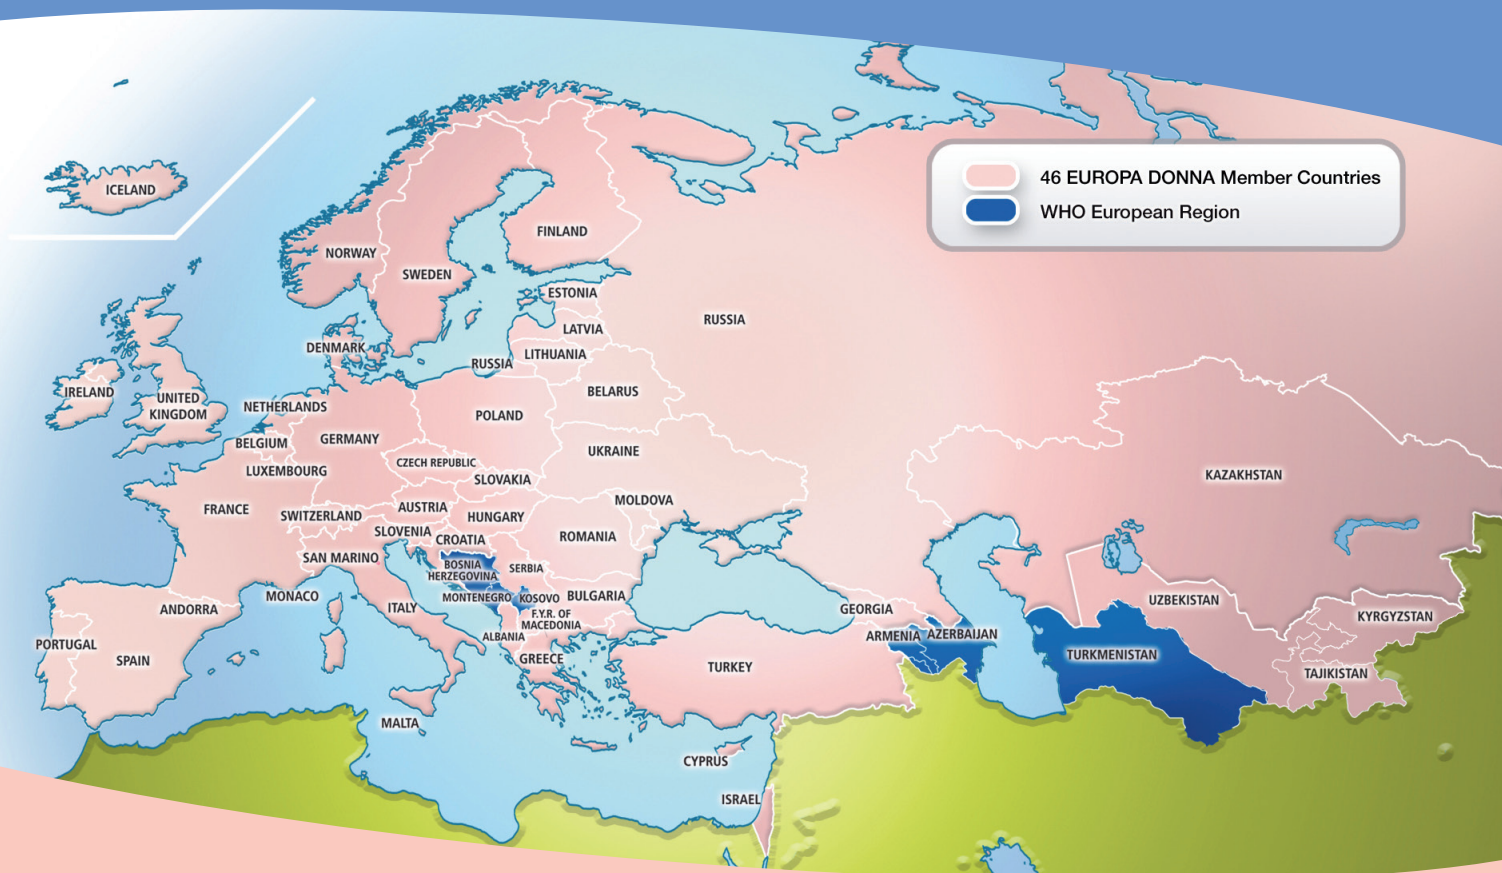 46 EUROPA DONNA Member Countries
WHO European Region
ICELAND
NORWAY
SWEDEN
FINLAND
ESTONIA
LATVIA
LITHUANIA
RUSSIA
RUSSIA
DENMARK
IRELAND
UNITED
KINGDOM
NETHERLANDS
BELGIUM
LUXEMBOURG
GERMANY
POLAND
BELARUS
UKRAINE
CZECH REPUBLIC
SLOVAKIA
MOLDOVA
KAZAKHSTAN
FRANCE
SWITZERLAND
AUSTRIA
HUNGARY
SLOVENIA
CROATIA
ROMANIA
SAN MARINO
BOSNIA
HERZEGOVINA
SERBIA
MONTENEGRO
KOSOVO
BULGARIA
MONACO
ANDORRA
ITALY
F.Y.R. OF
MACEDONIA
ALBANIA
GREECE
PORTUGAL
SPAIN
GEORGIA
ARMENIA
AZERBAIJAN
UZBEKISTAN
KYRGYZSTAN
TURKMENISTAN
TAJIKISTAN
TURKEY
MALTA
CYPRUS
ISRAEL